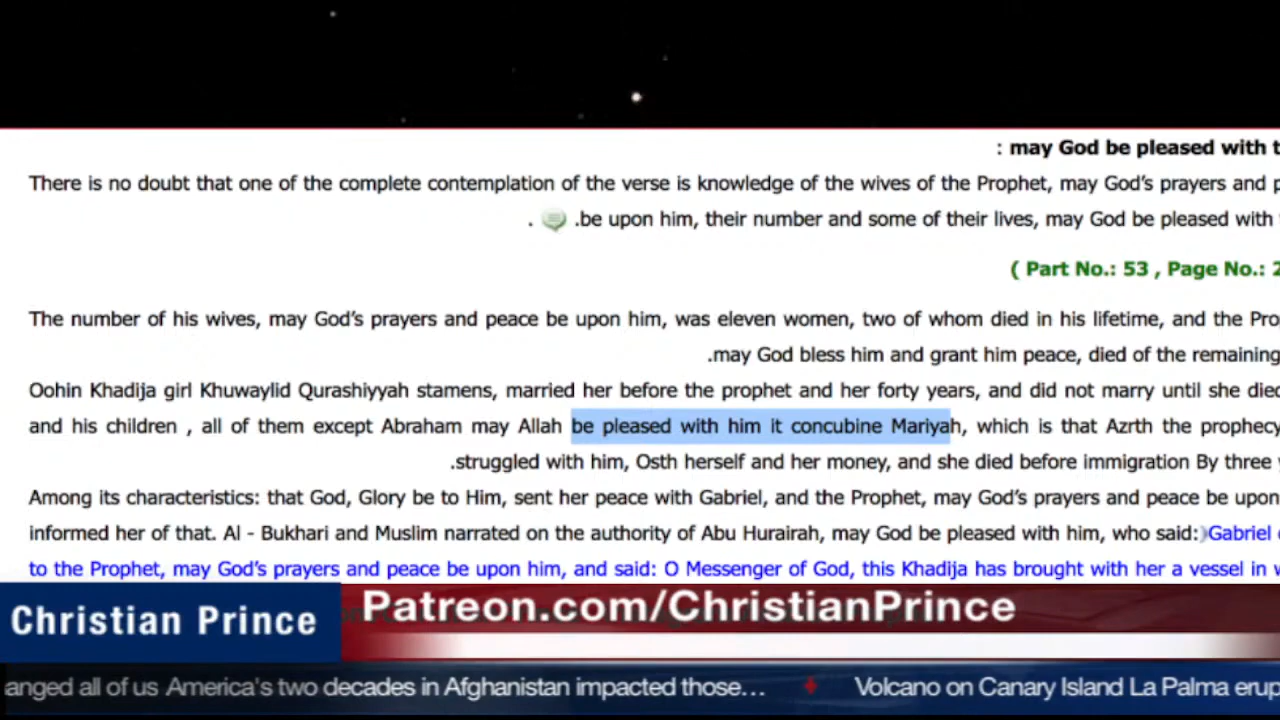 : may God be pleased with t
There is no doubt that one of the complete contemplation of the verse is knowledge of the wives of the Prophet, may God's prayers and p
. .be upon him, their number and some of their lives, may God be pleased with
( Part No.: 53 , Page No.: 2
The number of his wives, may God's prayers and peace be upon him, was eleven women, two of whom died in his lifetime, and the Pro
.may God bless him and grant him peace, died of the remaining
Oohin Khadija girl Khuwaylid Qurashiyyah stamens, married her before the prophet and her forty years, and did not marry until she died
and his children , all of them except Abraham may Allah be pleased with him it concubine Mariyah, which is that Azrth the prophecy
.struggled with him, Osth herself and her money, and she died before immigration By three
Among its characteristics: that God, Glory be to Him, sent her peace with Gabriel, and the Prophet, may God's prayers and peace be upon
informed her of that. Al - Bukhari and Muslim narrated on the authority of Abu Hurairah, may God be pleased with him, who said:)Gabriel
to the Prophet, may God's prayers and peace be upon him, and said: O Messenger of God, this Khadija has brought with her a vessel in w
Christian Prince
Patreon.com/ChristianPrince
anged all of us America's two decades in Afghanistan impacted those... Volcano on Canary Island La Palma erup